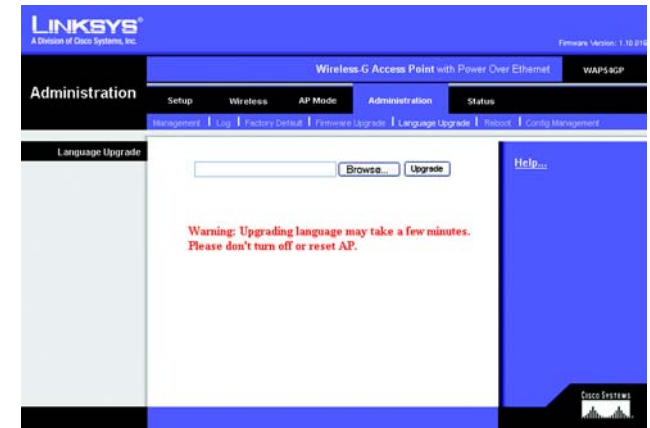 LINKSYS®
A Division of Cisco Systems, Inc.
Firmware Version: 1.10.016
Wireless-G Access Point with Power Over Ethernet
WAP54GP
Administration
Setup Wireless AP Mode Administration Status
Management Log Factory Default Firmware Upgrade Language Upgrade Reboot Config Management
Language Upgrade
Browse... Upgrade
Help...
Warning: Upgrading language may take a few minutes.
Please don't turn off or reset AP.
CISCO SYSTEMS